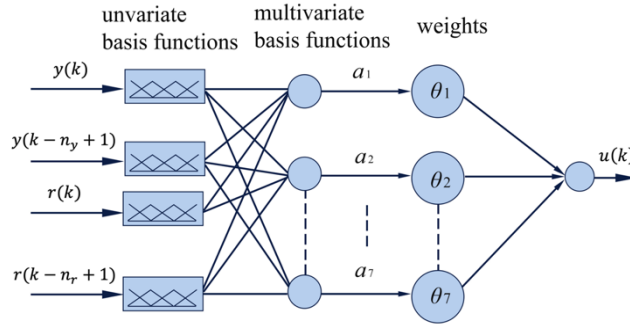 unvariate
basis functions
multivariate
basis functions
weights
y(k)
y(k − n_y + 1)
r(k)
r(k − n_r + 1)
a₁
a₂
a₇
θ₁
θ₂
θ₇
u(k)